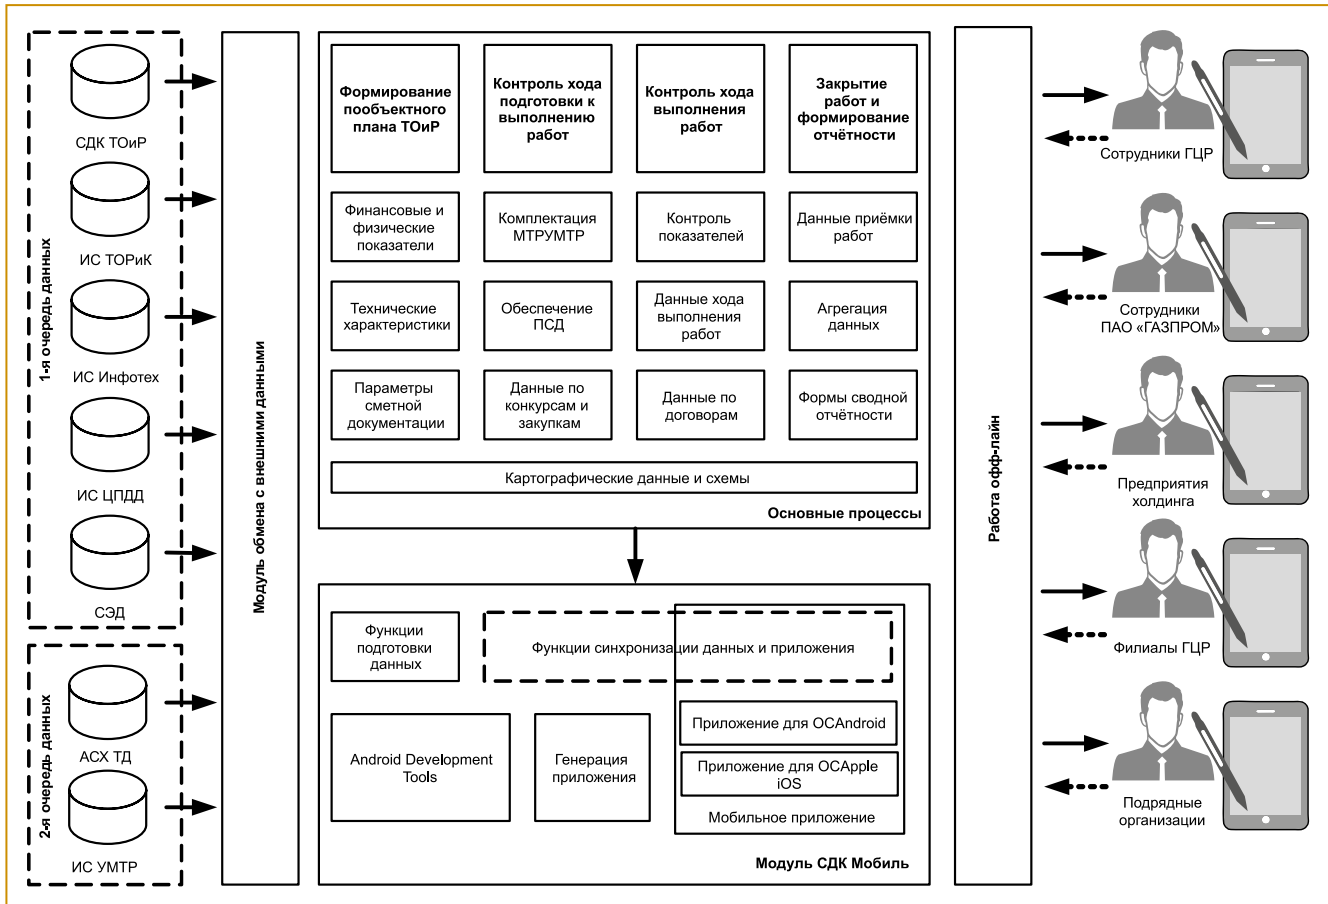 1-я очередь данных
СДК ТОиР
ИС ТОРиК
ИС Инфотех
ИС ЦПДД
СЭД
2-я очередь данных
АСХ ТД
ИС УМТР
Модуль обмена с внешними данными
Формирование
пообъектного
плана ТОиР
Контроль хода
подготовки к
выполнению
работ
Контроль хода
выполнения
работ
Закрытие
работ и
формирование
отчётности
Финансовые и
физические
показатели
Комплектация
МТРУМТР
Контроль
показателей
Данные приёмки
работ
Технические
характеристики
Обеспечение
ПСД
Данные хода
выполнения
работ
Агрегация
данных
Параметры
сметной
документации
Данные по
конкурсам и
закупкам
Данные по
договорам
Формы сводной
отчётности
Картографические данные и схемы
Основные процессы
Функции
подготовки
данных
Функции синхронизации данных и приложения
Android Development
Tools
Генерация
приложения
Приложение для ОСAndroid
Приложение для ОСApple
iOS
Мобильное приложение
Модуль СДК Мобиль
Работа офф-лайн
Сотрудники ГЦР
Сотрудники
ПАО «ГАЗПРОМ»
Предприятия
холдинга
Филиалы ГЦР
Подрядные
организации